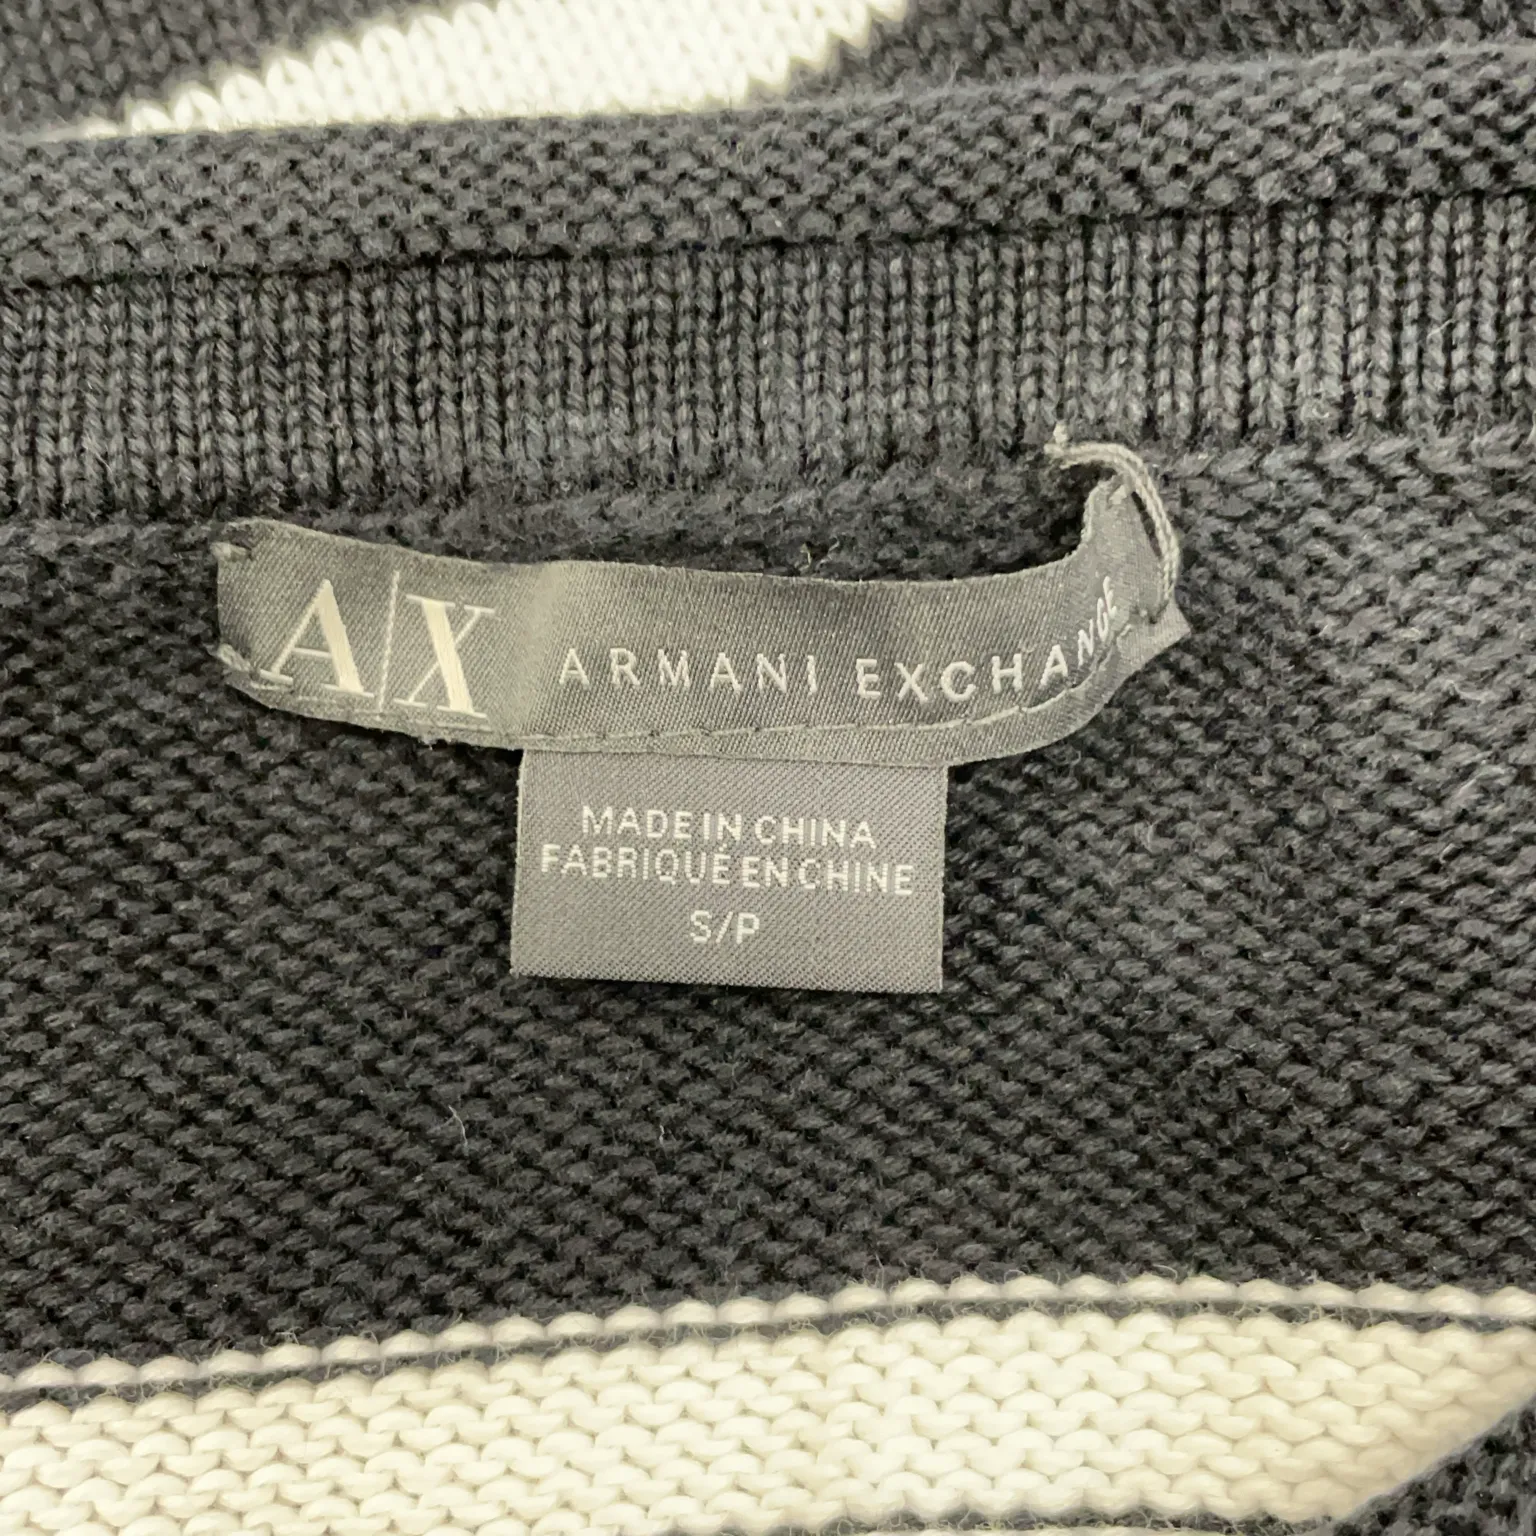 A|X ARMANI EXCHANGE
MADE IN CHINA
FABRIQUÉ EN CHINE
S/P